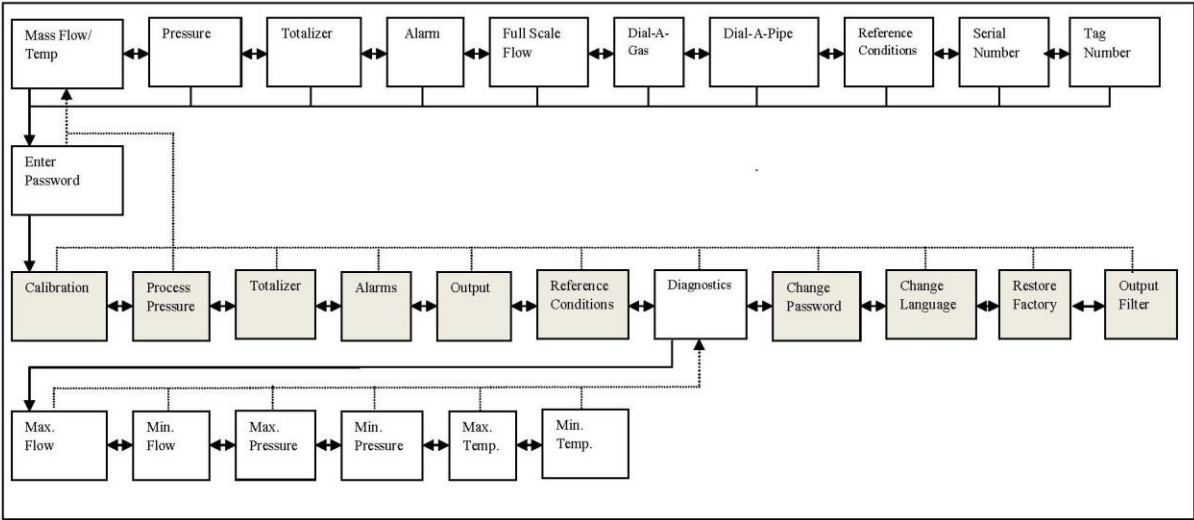 Mass Flow/
Temp
Pressure
Totalizer
Alarm
Full Scale
Flow
Dial-A-
Gas
Dial-A-Pipe
Reference
Conditions
Serial
Number
Tag
Number
Enter
Password
Calibration
Process
Pressure
Totalizer
Alarms
Output
Reference
Conditions
Diagnostics
Change
Password
Change
Language
Restore
Factory
Output
Filter
Max.
Flow
Min.
Flow
Max.
Pressure
Min.
Pressure
Max.
Temp.
Min.
Temp.